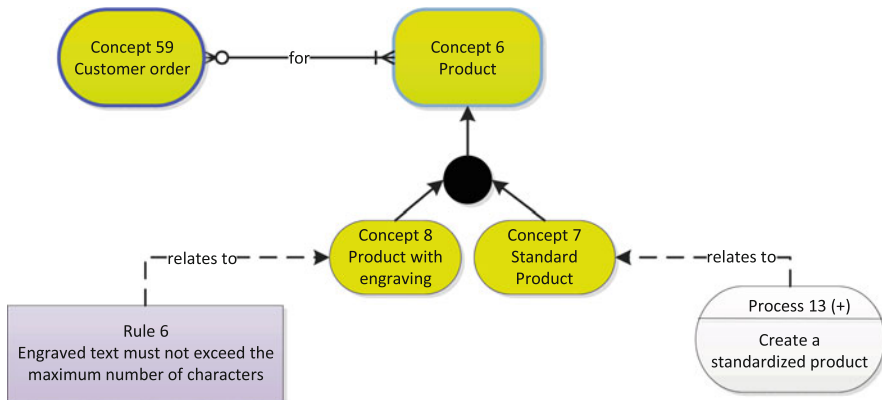 Concept 59
Customer order
for
Concept 6
Product
Concept 8
Product with
engraving
Concept 7
Standard
Product
relates to
relates to
Rule 6
Engraved text must not exceed the
maximum number of characters
Process 13 (+)
Create a
standardized product